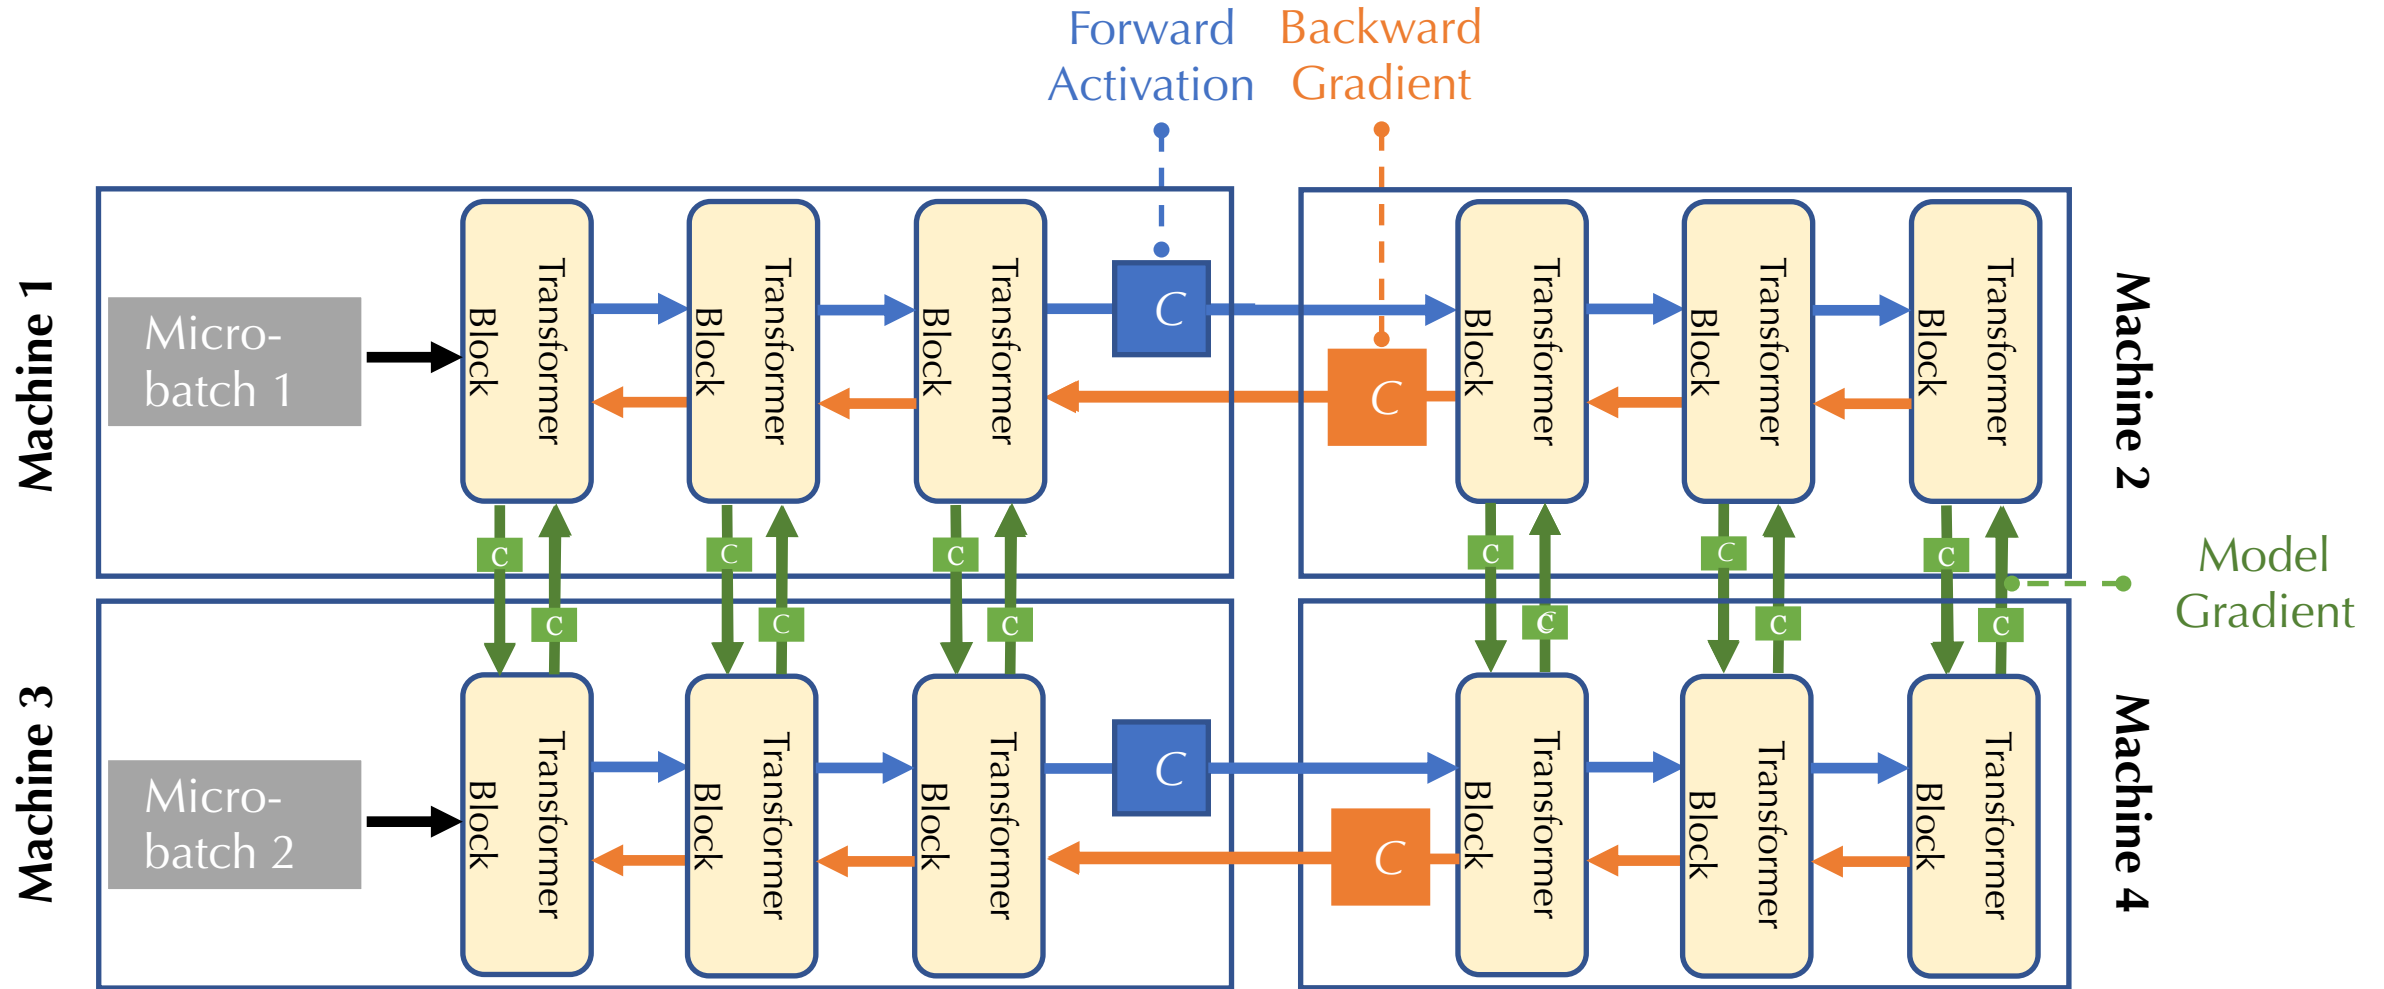 Forward
Activation
Backward
Gradient
Machine 1
Micro-
batch 1
Transformer
Block
Transformer
Block
Transformer
Block
C
C
Transformer
Block
Transformer
Block
Transformer
Block
Machine 2
C
C
C
C
C
C
C
C
C
C
C
C
Model
Gradient
Machine 3
Micro-
batch 2
Transformer
Block
Transformer
Block
Transformer
Block
C
C
Transformer
Block
Transformer
Block
Transformer
Block
Machine 4